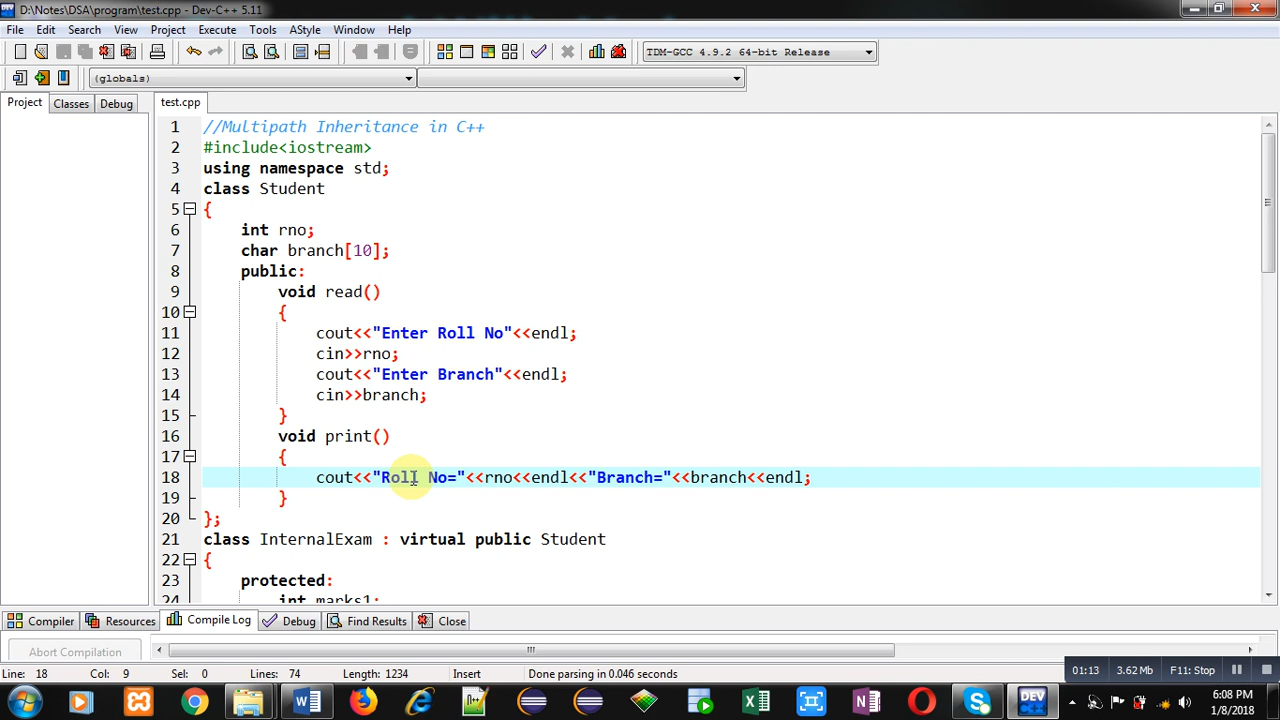 D:\Notes\DSA\program\test.cpp - Dev-C++ 5.11
File Edit Search View Project Execute Tools AStyle Window Help
TDM-GCC 4.9.2 64-bit Release
(globals)
Project Classes Debug test.cpp
1 //Multipath Inheritance in C++
2 #include<iostream>
3 using namespace std;
4 class Student
5 {
6 int rno;
7 char branch[10];
8 public:
9 void read()
10 {
11 cout<<"Enter Roll No"<<endl;
12 cin>>rno;
13 cout<<"Enter Branch"<<endl;
14 cin>>branch;
15 }
16 void print()
17 {
18 cout<<"Roll No="<<rno<<endl<<"Branch="<<branch<<endl;
19 }
20 };
21 class InternalExam : virtual public Student
22 {
23 protected:
24 int marks1;
Compiler Resources Compile Log Debug Find Results Close
Abort Compilation
Line: 18 Col: 9 Sel: 0 Lines: 74 Length: 1234 Insert Done parsing in 0.046 seconds
01:13 3.62 Mb F11: Stop
W X N S DEV
6:08 PM
1/8/2018